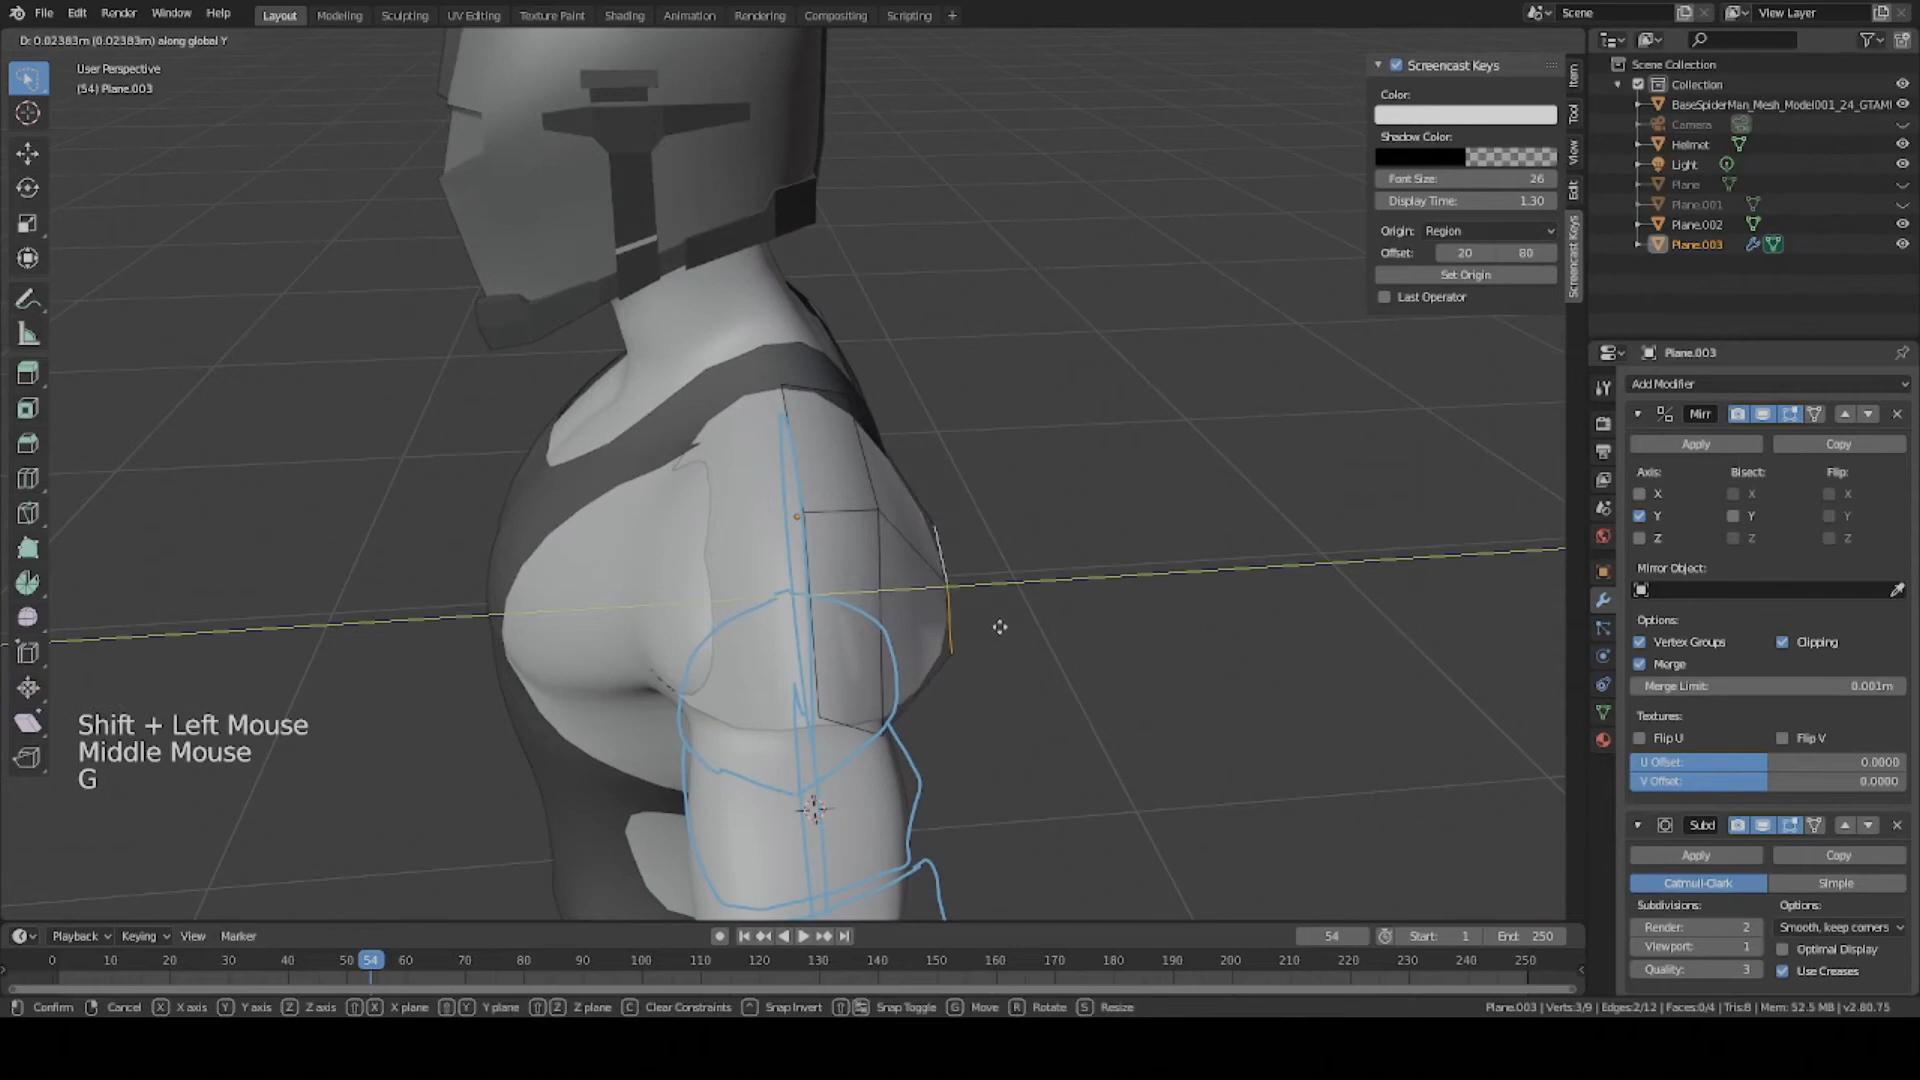 File Edit Render Window Help Layout Modeling Sculpting UV Editing Texture Paint Shading Animation Rendering Compositing Scripting + Scene View Layer
D: 0.02383m (0.02383m) along global Y
User Perspective
(54) Plane.003
Screencast Keys
Color:
Shadow Color:
Font Size: 26
Display Time: 1.30
Origin: Region
Offset: 20 80
Set Origin
Last Operator
Item
Tool
View
Edit
Screencast Keys
Scene Collection
Collection
BaseSpiderMan_Mesh_Model001_24_GTAM
Camera
Helmet
Light
Plane
Plane.001
Plane.002
Plane.003
Plane.003
Add Modifier
Mirr
Apply Copy
Axis: Bisect: Flip:
X X X
Y Y Y
Z Z Z
Mirror Object:
Options:
Vertex Groups Clipping
Merge
Merge Limit: 0.001m
Textures:
Flip U Flip V
U Offset: 0.0000
V Offset: 0.0000
Subd
Apply Copy
Catmull-Clark Simple
Subdivisions: Options:
Render: 2 Smooth, keep corners
Viewport: 1 Optimal Display
Quality: 3 Use Creases
Shift + Left Mouse
Middle Mouse
G
Playback Keying View Marker 54 Start: 1 End: 250
0 10 20 30 40 50 54 60 70 80 90 100 110 120 130 140 150 160 170 180 190 200 210 220 230 240 250
Confirm Cancel X X axis Y Y axis Z Z axis X X plane Y Y plane Z Z plane C Clear Constraints Snap Invert Snap Toggle G Move R Rotate S Resize Plane.003 | Verts:3/9 | Edges:2/12 | Faces:0/4 | Tris:8 | Mem: 52.5 MB | v2.80.75